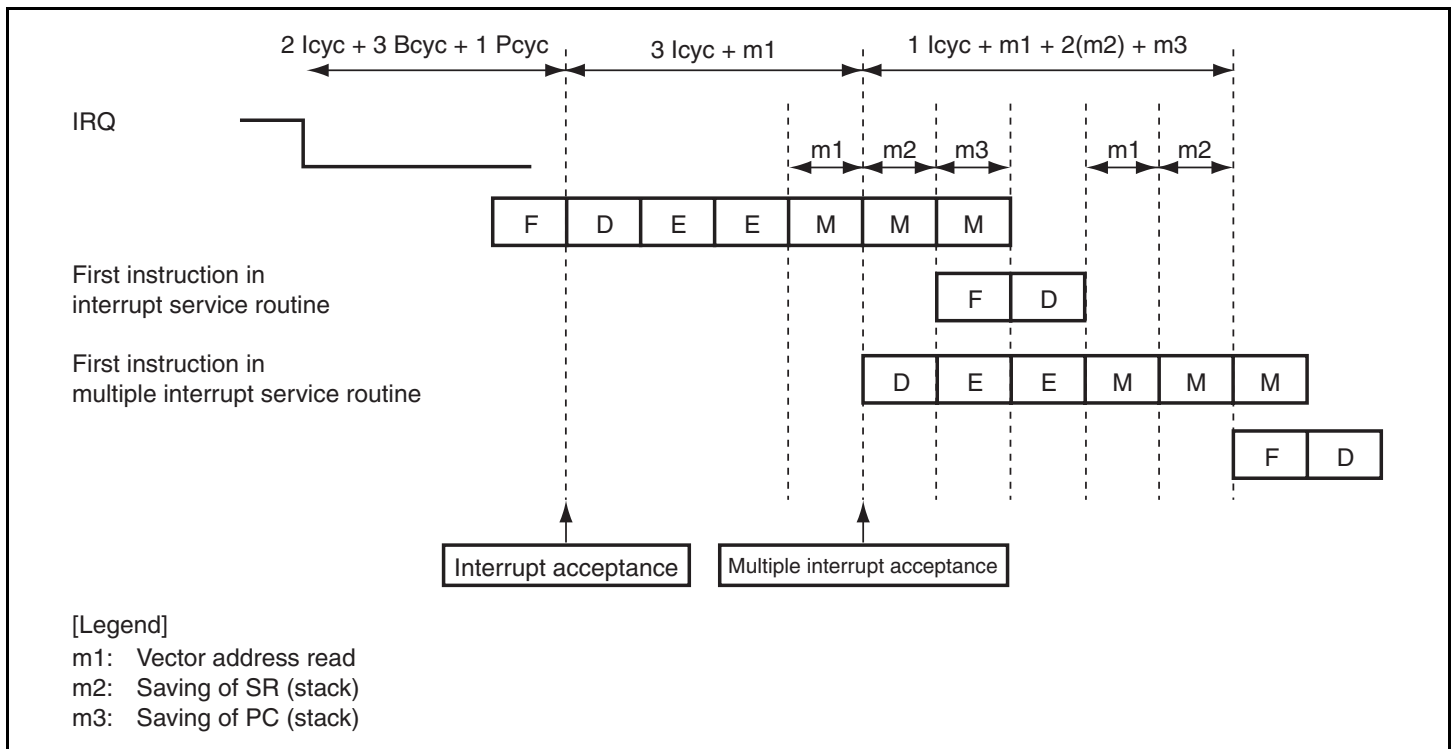 2 Icyc + 3 Bcyc + 1 Pcyc 3 Icyc + m1 1 Icyc + m1 + 2(m2) + m3
IRQ
m1 m2 m3 m1 m2
F D E E M M M
First instruction in
interrupt service routine
F D
First instruction in
multiple interrupt service routine
D E E M M M
F D
Interrupt acceptance Multiple interrupt acceptance
[Legend]
m1: Vector address read
m2: Saving of SR (stack)
m3: Saving of PC (stack)